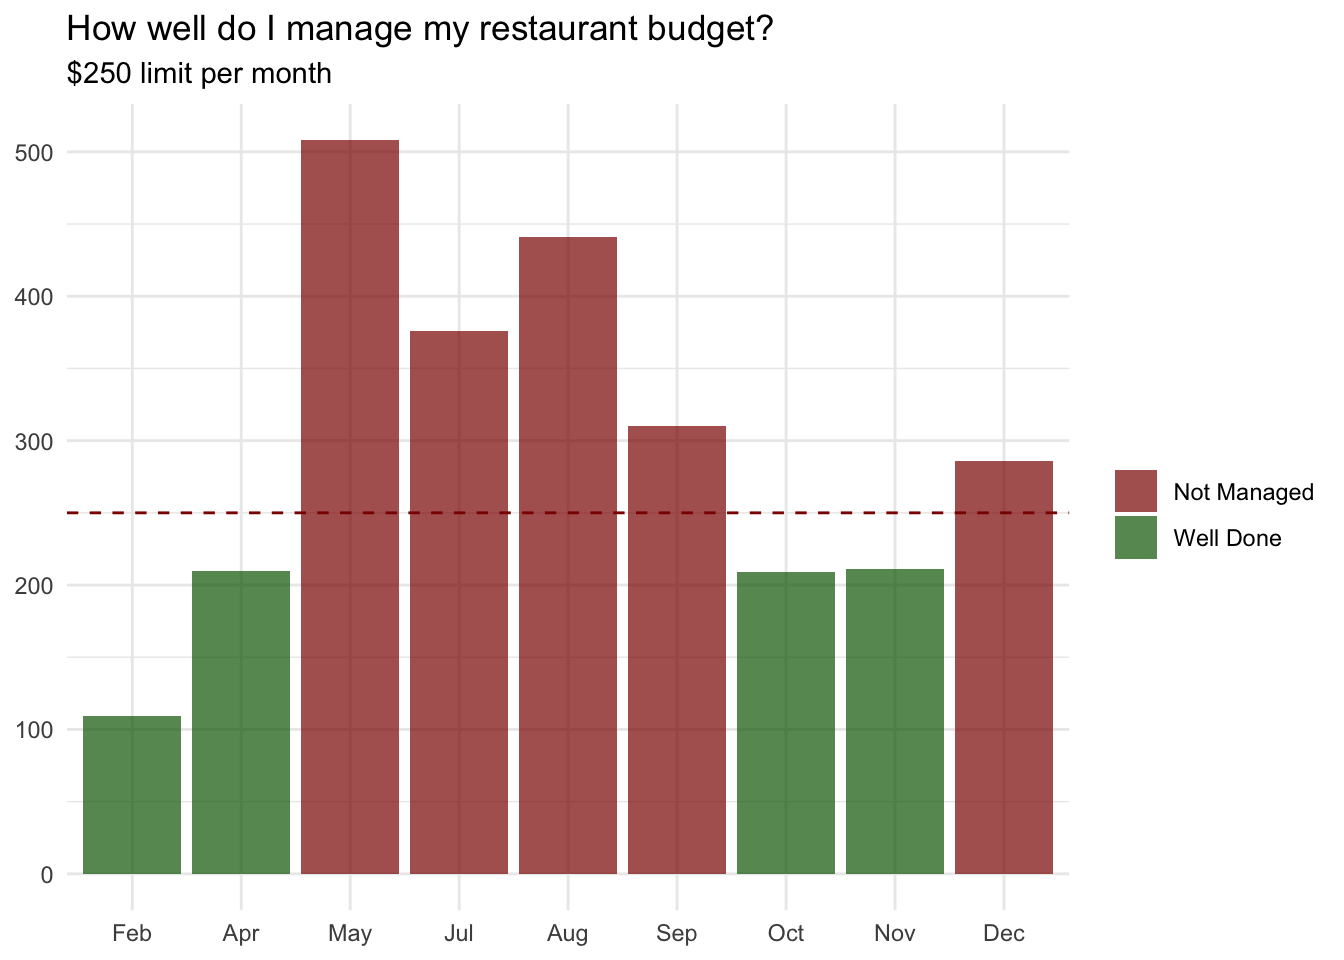 How well do I manage my restaurant budget?
$250 limit per month
500
400
300
200
100
0
Feb Apr May Jul Aug Sep Oct Nov Dec
Not Managed
Well Done